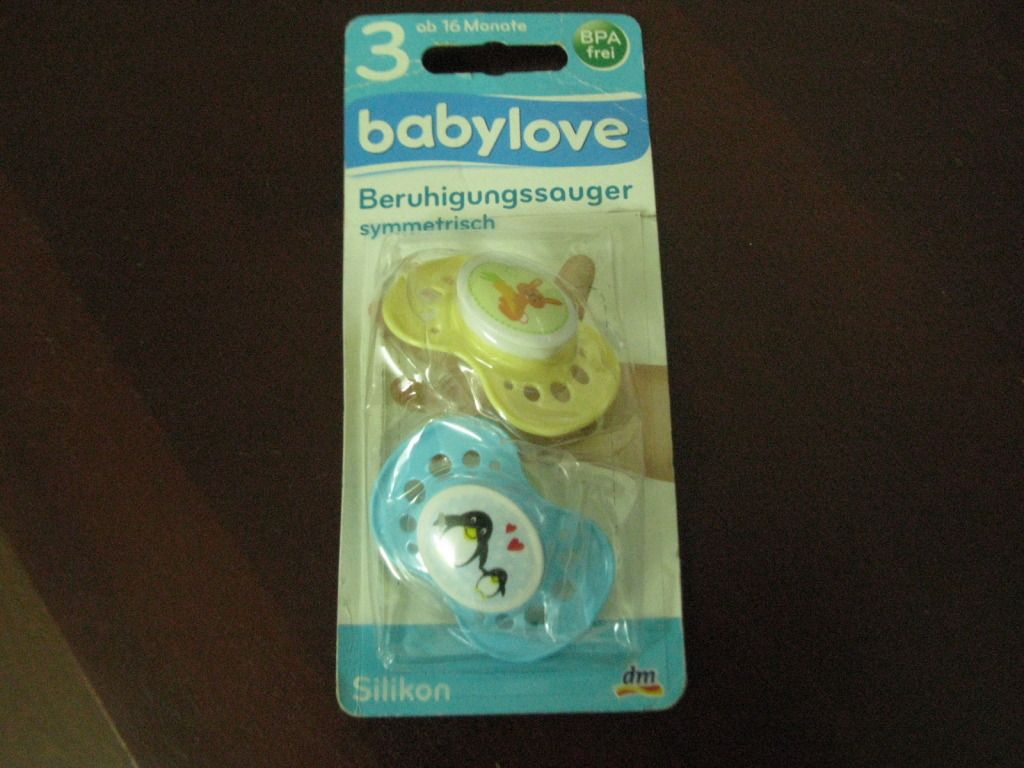 3 ab 16 Monate
BPA
frei
babylove
Beruhigungssauger
symmetrisch
Silikon
dm